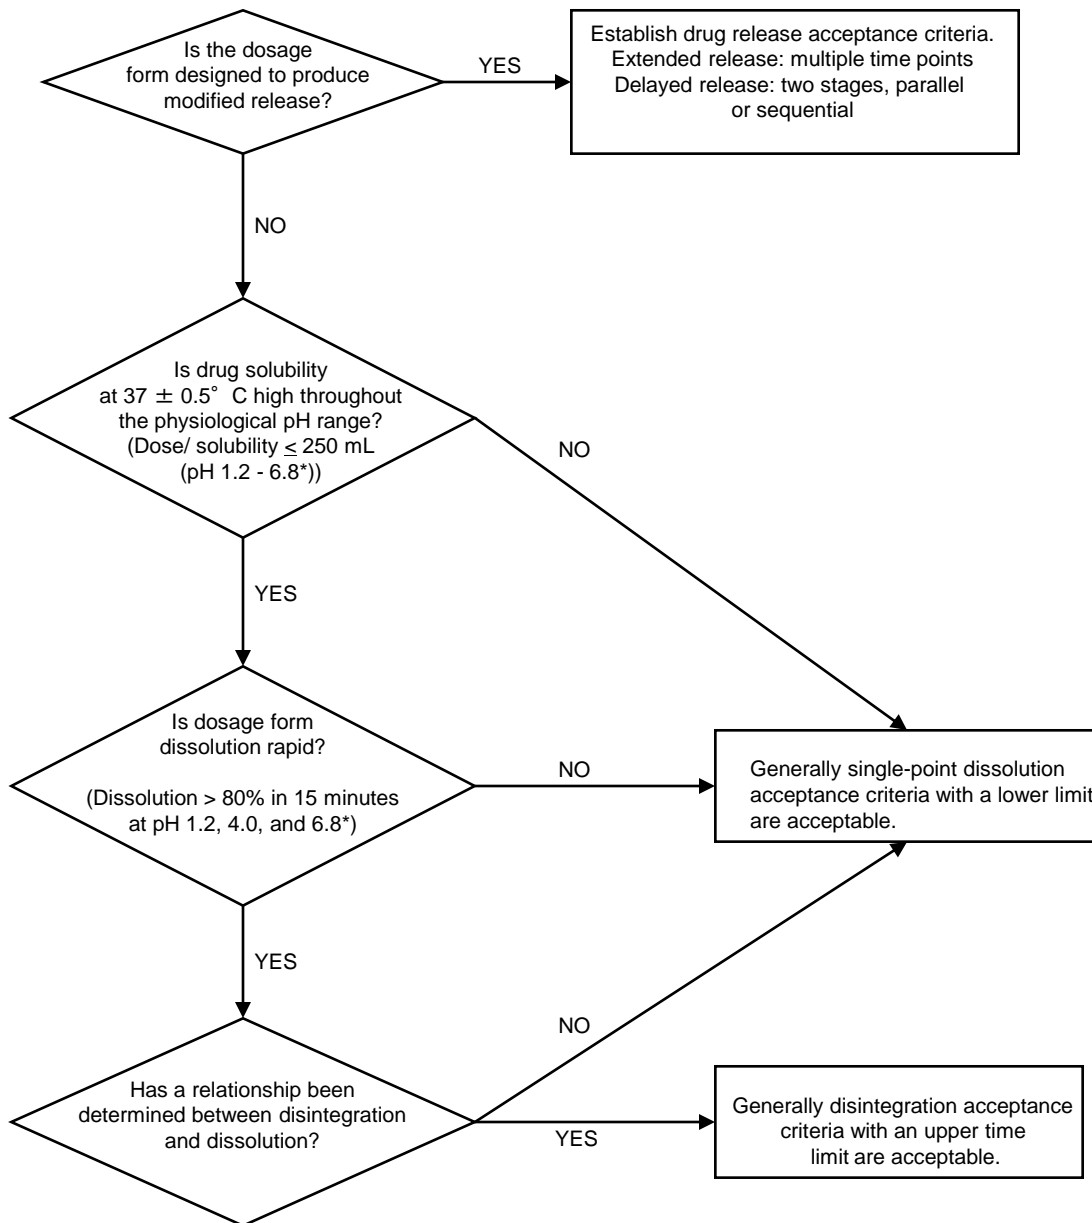 Is the dosage
form designed to produce
modified release?
YES
Establish drug release acceptance criteria.
Extended release: multiple time points
Delayed release: two stages, parallel
or sequential
NO
Is drug solubility
at 37 ± 0.5° C high throughout
the physiological pH range?
(Dose/ solubility ≤ 250 mL
(pH 1.2 - 6.8*))
NO
YES
Is dosage form
dissolution rapid?
(Dissolution > 80% in 15 minutes
at pH 1.2, 4.0, and 6.8*)
NO
Generally single-point dissolution
acceptance criteria with a lower limit
are acceptable.
YES
NO
Has a relationship been
determined between disintegration
and dissolution?
YES
Generally disintegration acceptance
criteria with an upper time
limit are acceptable.